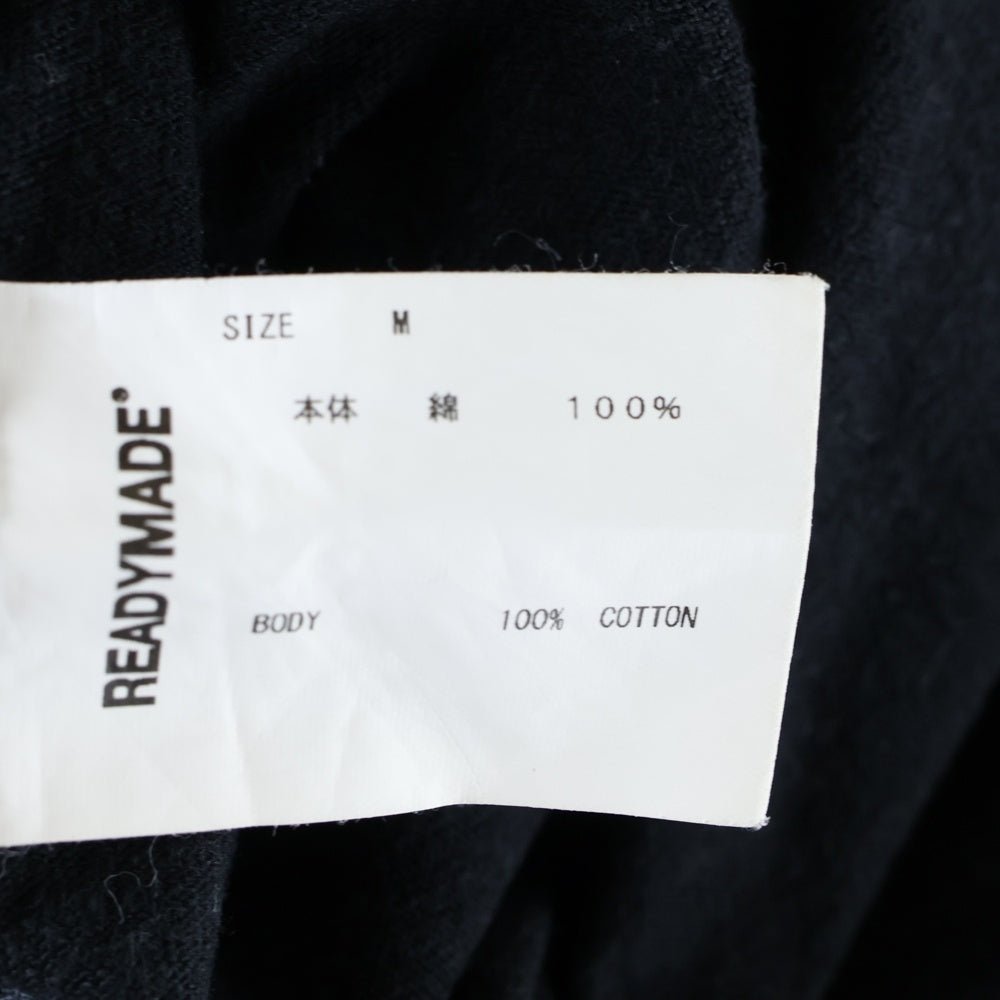 SIZE M
本体 綿 100%
READYMADE®
BODY 100% COTTON